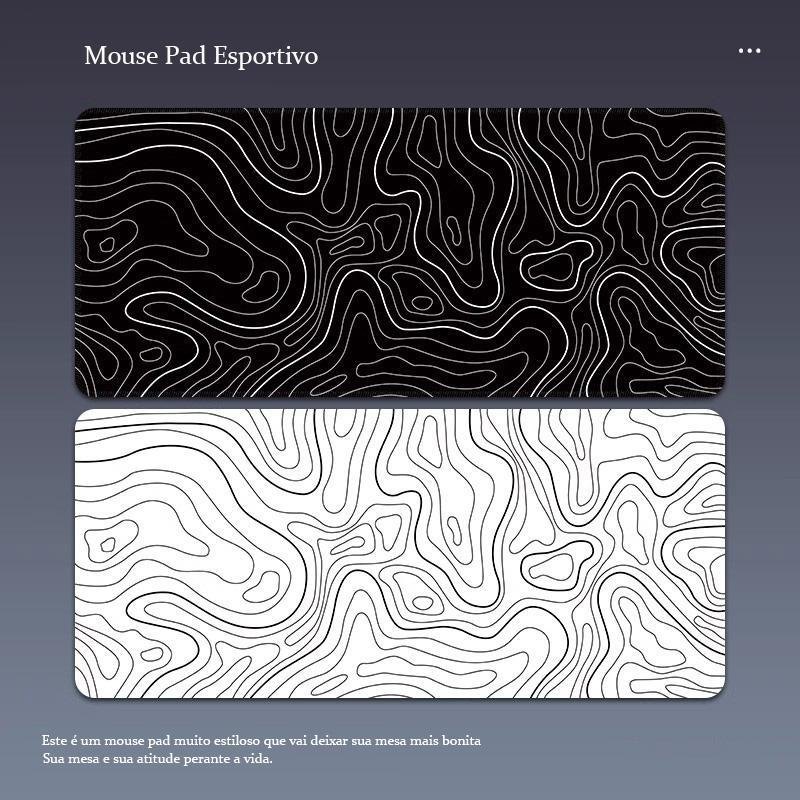 Mouse Pad Esportivo
Este é um mouse pad muito estiloso que vai deixar sua mesa mais bonita
Sua mesa e sua atitude perante a vida.